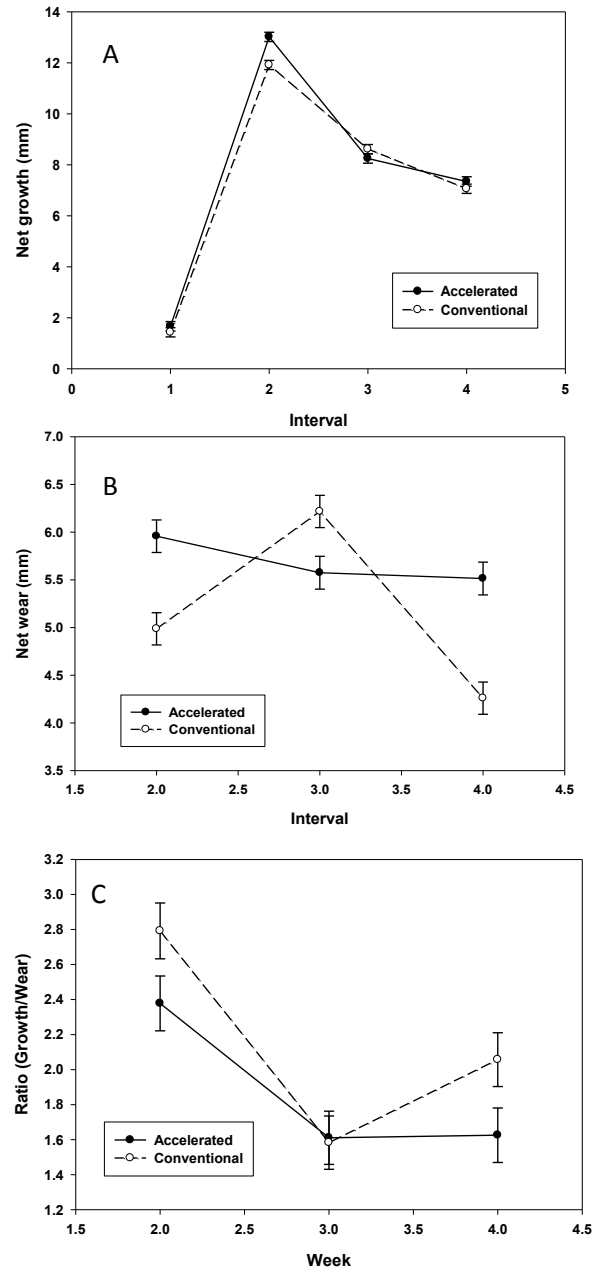 A
14
12
10
8
6
4
2
0
Net growth (mm)
Accelerated
Conventional
0 1 2 3 4 5
Interval
B
7.0
6.5
6.0
5.5
5.0
4.5
4.0
3.5
Net wear (mm)
Accelerated
Conventional
1.5 2.0 2.5 3.0 3.5 4.0 4.5
Interval
C
3.2
3.0
2.8
2.6
2.4
2.2
2.0
1.8
1.6
1.4
1.2
Ratio (Growth/Wear)
Accelerated
Conventional
1.5 2.0 2.5 3.0 3.5 4.0 4.5
Week